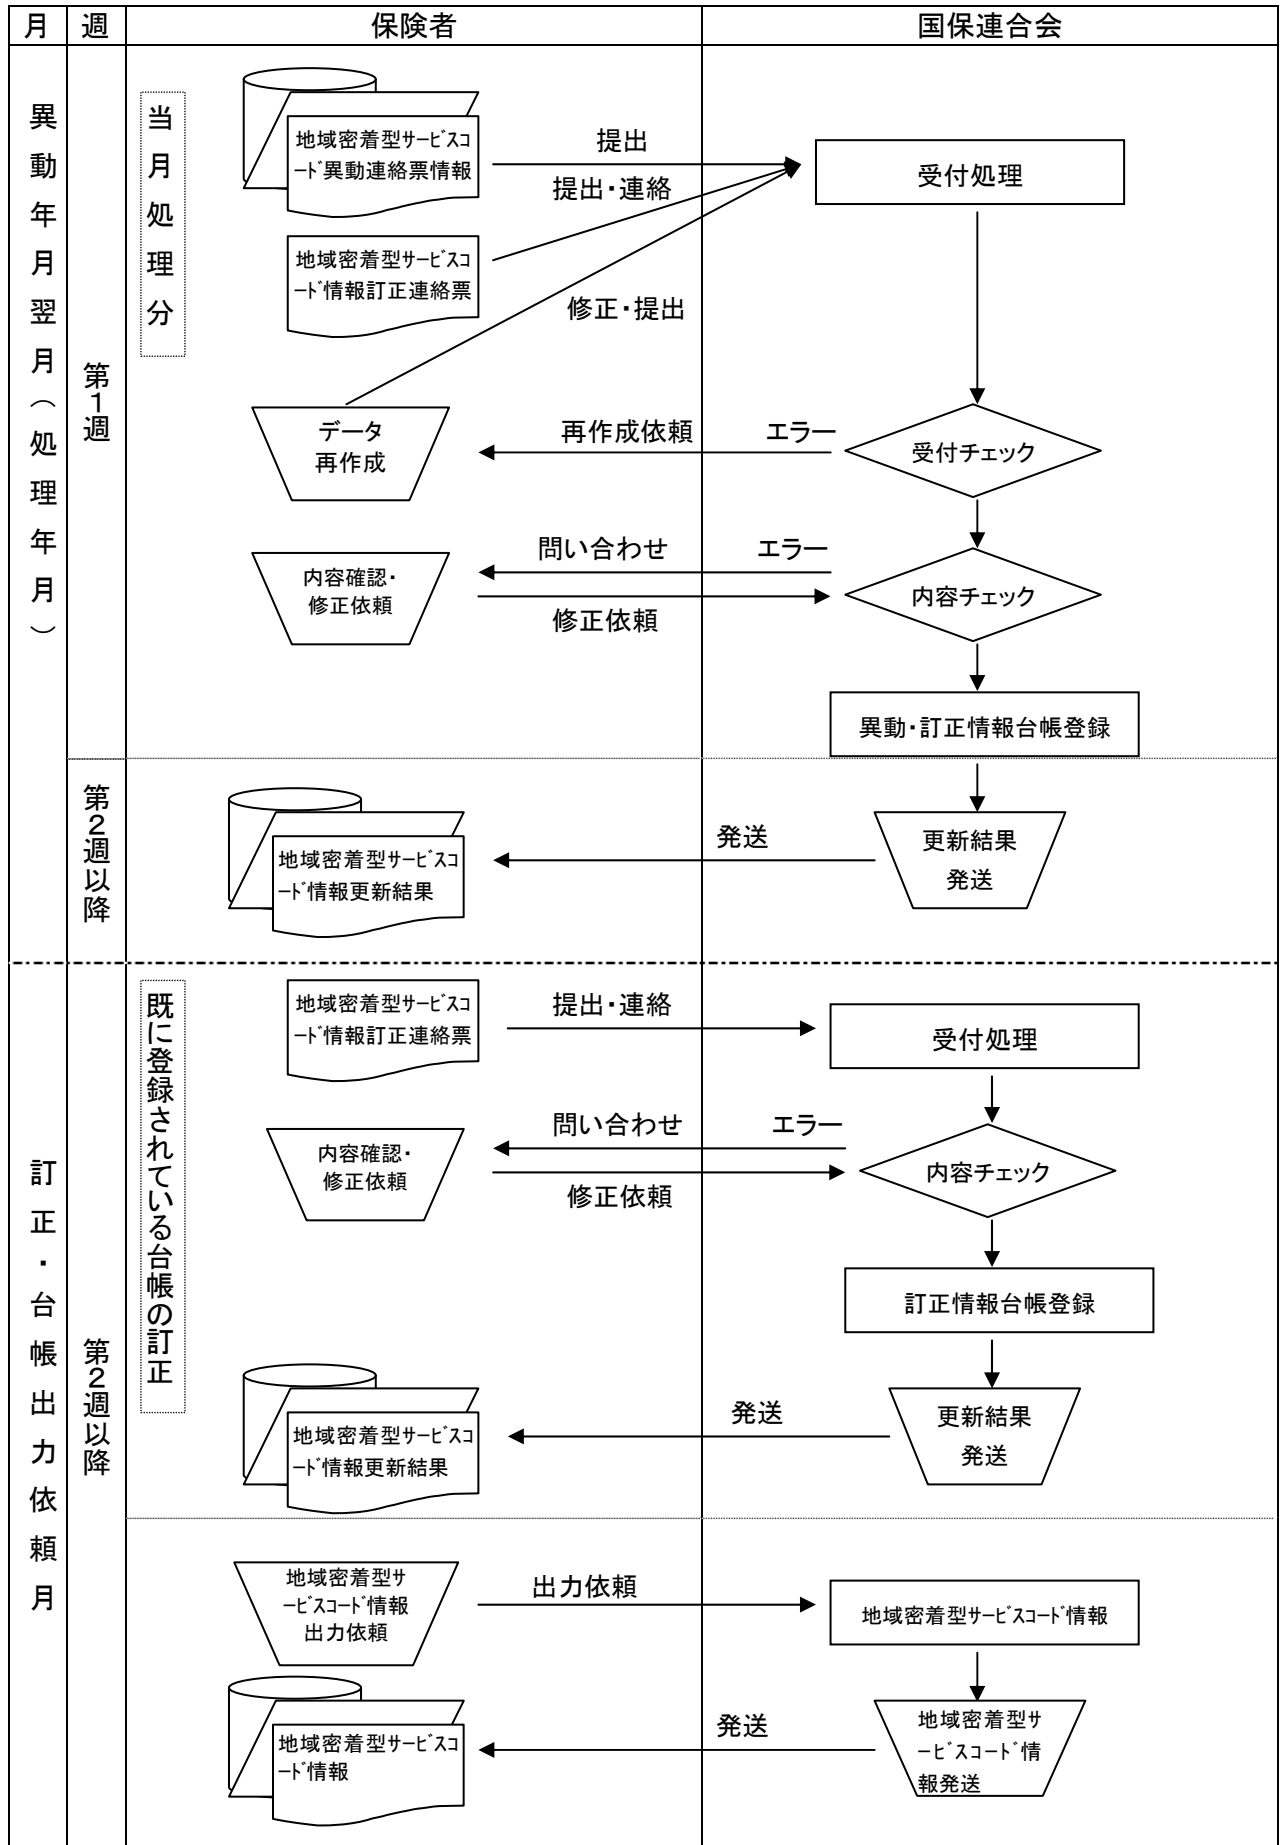 月
週
保険者
国保連合会
異動年月翌月（処理年月）
第1週
当月処理分
地域密着型サービスコ
ード異動連絡票情報
提出
受付処理
提出・連絡
地域密着型サービスコ
ード情報訂正連絡票
修正・提出
データ
再作成
再作成依頼
エラー
受付チェック
問い合わせ
エラー
内容確認・
修正依頼
内容チェック
修正依頼
異動・訂正情報台帳登録
第2週以降
発送
更新結果
発送
地域密着型サービスコ
ード情報更新結果
訂正・台帳出力依頼月
第2週以降
既に登録されている台帳の訂正
地域密着型サービスコ
ード情報訂正連絡票
提出・連絡
受付処理
問い合わせ
エラー
内容確認・
修正依頼
内容チェック
修正依頼
訂正情報台帳登録
発送
更新結果
発送
地域密着型サービスコ
ード情報更新結果
地域密着型サ
ービスコード情報
出力依頼
出力依頼
地域密着型サービスコード情報
発送
地域密着型サ
ービスコード情
報発送
地域密着型サービスコ
ード情報